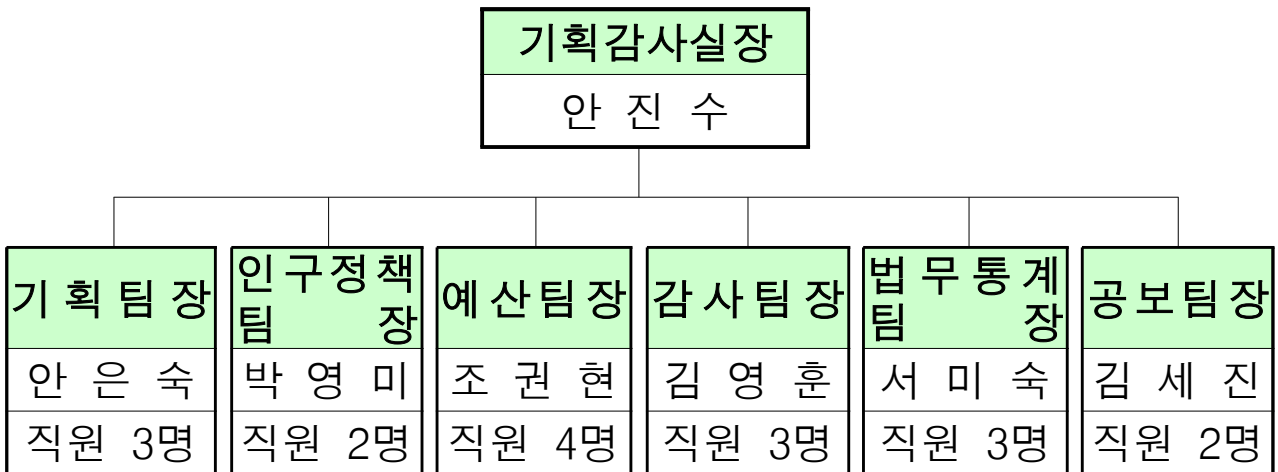 기획감사실장
안 진 수
기 획 팀 장
안 은 숙
직원 3명
인구정책
팀 장
박 영 미
직원 2명
예산팀장
조 권 현
직원 4명
감사팀장
김 영 훈
직원 3명
법무통계
팀 장
서 미 숙
직원 3명
공보팀장
김 세 진
직원 2명